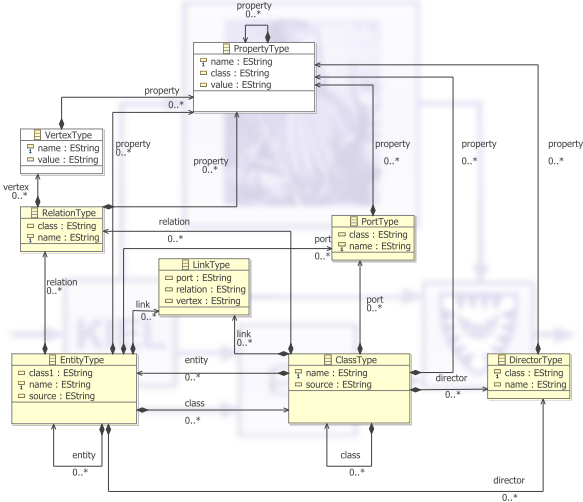 property
0..*
PropertyType
name : EString
class : EString
value : EString
property
0..*
VertexType
name : EString
value : EString
property
0..*
property
0..*
property
0..*
property
0..*
property
0..*
vertex
0..*
RelationType
class : EString
name : EString
relation
0..*
PortType
class : EString
name : EString
port
0..*
LinkType
port : EString
relation : EString
vertex : EString
relation
0..*
link
0..*
port
0..*
link
0..*
KIEL
EntityType
class1 : EString
name : EString
source : EString
entity
0..*
class
0..*
ClassType
name : EString
source : EString
director
0..*
DirectorType
class : EString
name : EString
entity
0..*
class
0..*
director
0..*